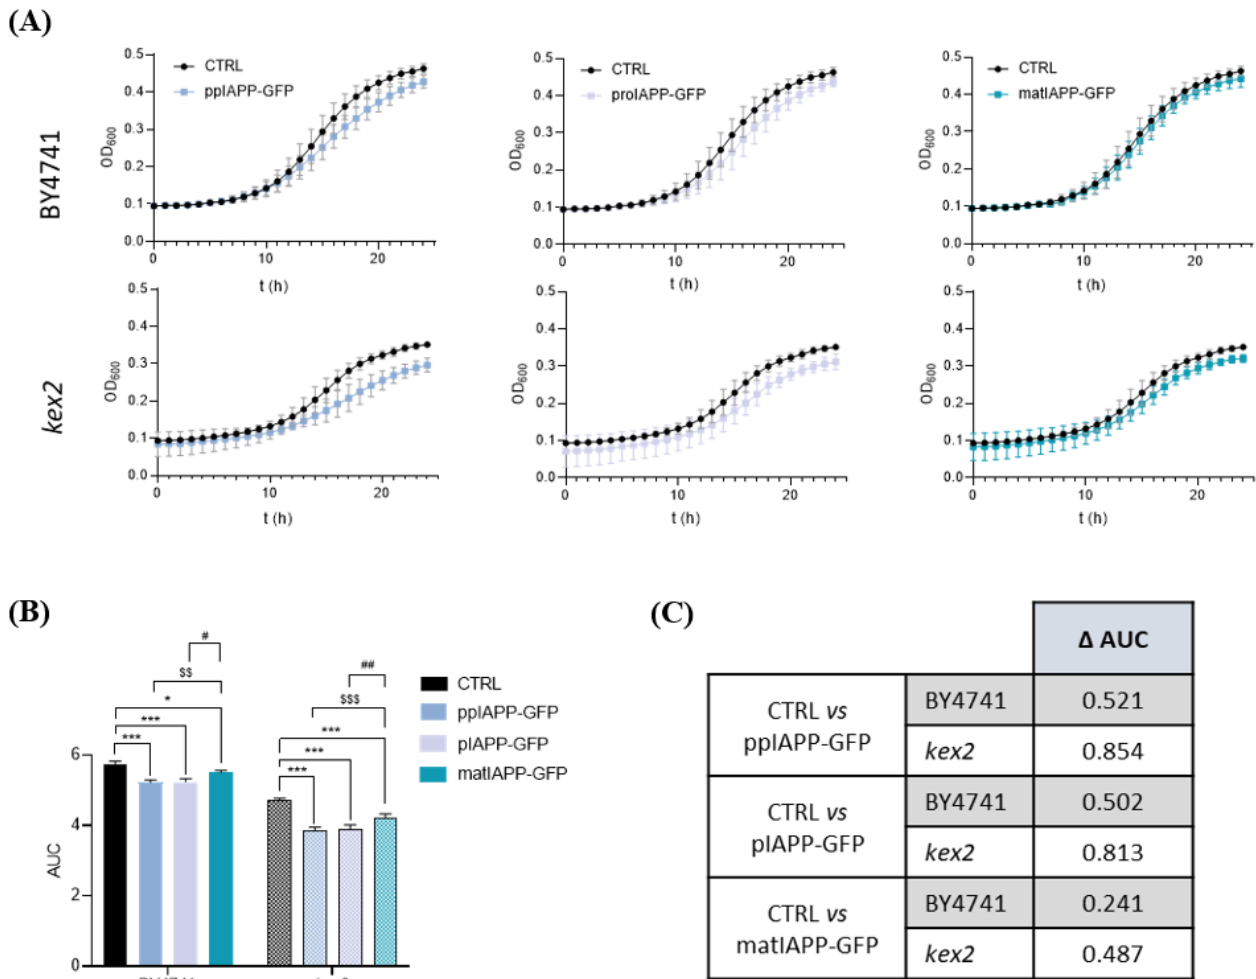 (A)
BY4741
0.5
0.4
0.3
0.2
0.1
0.0
OD600
CTRL
ppIAPP-GFP
0
10
20
t (h)
0.5
0.4
0.3
0.2
0.1
0.0
OD600
CTRL
proIAPP-GFP
0
10
20
t (h)
0.5
0.4
0.3
0.2
0.1
0.0
OD600
CTRL
matIAPP-GFP
0
10
20
t (h)
kex2
0.5
0.4
0.3
0.2
0.1
0.0
OD600
0
10
20
t (h)
0.5
0.4
0.3
0.2
0.1
0.0
OD600
0
10
20
t (h)
0.5
0.4
0.3
0.2
0.1
0.0
OD600
0
10
20
t (h)
(B)
#
$$
*
***
***
##
$$$
***
***
***
6
4
2
0
AUC
CTRL
ppIAPP-GFP
pIAPP-GFP
matIAPP-GFP
(C)
Δ AUC
CTRL vs
ppIAPP-GFP
BY4741 0.521
kex2 0.854
CTRL vs
pIAPP-GFP
BY4741 0.502
kex2 0.813
CTRL vs
matIAPP-GFP
BY4741 0.241
kex2 0.487